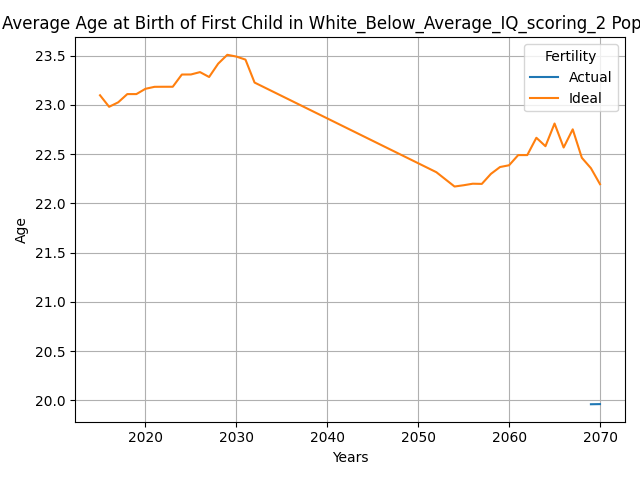 Average Age at Birth of First Child in White_Below_Average_IQ_scoring_2 Pop
Fertility
Actual
Ideal
23.5
23.0
22.5
22.0
21.5
21.0
20.5
20.0
Age
2020 2030 2040 2050 2060 2070
Years